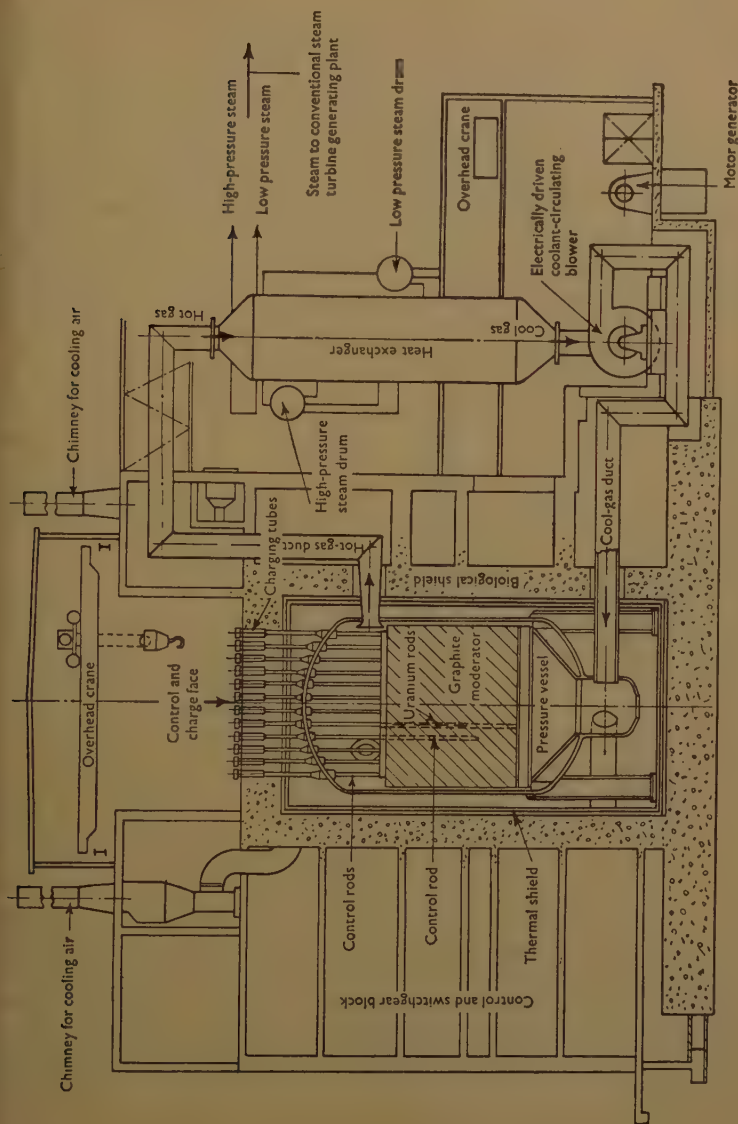 Chimney for cooling air
Overhead crane
Control and
charge face
Chimney for cooling air
Charging tubes
Hot-gas duct
Hot gas
High-pressure steam
Low pressure steam
Steam to conventional steam
turbine generating plant
Low pressure steam
High-pressure
steam drum
Heat exchanger
Cool gas
Overhead crane
Electrically driven
coolant-circulating
blower
Motor generator
Cool-gas duct
Biological shield
Uranium rods
Graphite
moderator
Pressure vessel
Control rods
Control rod
Thermal shield
Control and switchgear block